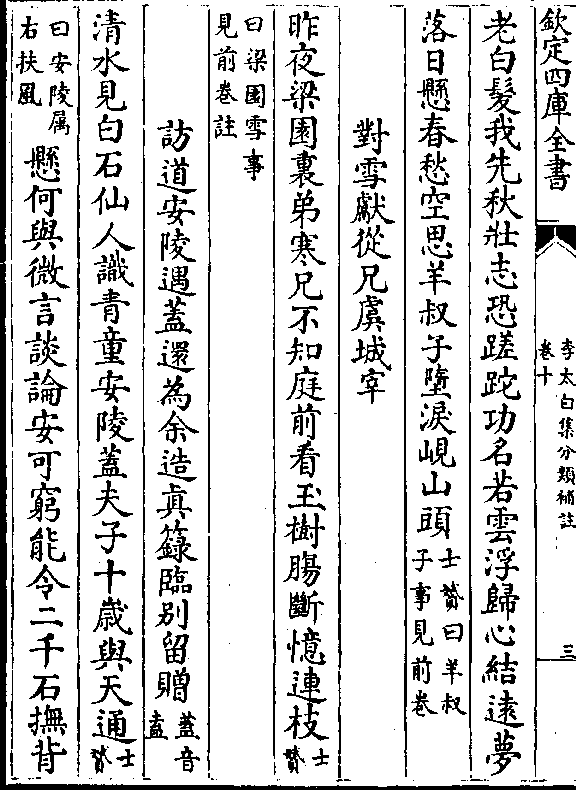 欽定四庫全書
李太白集分類補註
卷十
三
老白髮我先秋壯志恐蹉跎功名若雲浮歸心結遠夢
落日懸春愁空思羊叔子墮淚峴山頭士贇曰羊叔
子事見前卷
對雪獻從兄虞城宰
昨夜梁園裏弟寒兄不知庭前看玉樹腸斷憶連枝士贇
曰梁園雪事
見前卷註
訪道安陵遇蓋還為余造真籙臨別留贈蓋音
盍
清水見白石仙人識青童安陵蓋夫子十歲與天通士贇
曰安陵属
右扶風
懸何與微言談論安可窮能令二千石撫背